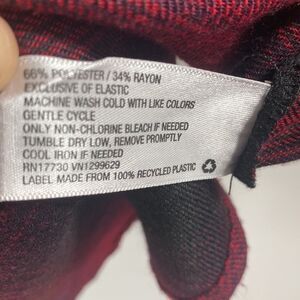 66% POLYESTER / 34% RAYON
EXCLUSIVE OF ELASTIC
MACHINE WASH COLD WITH LIKE COLORS
GENTLE CYCLE
ONLY NON-CHLORINE BLEACH IF NEEDED
TUMBLE DRY LOW, REMOVE PROMPTLY
COOL IRON IF NEEDED
RN17730 VN1299629
LABEL MADE FROM 100% RECYCLED PLASTIC